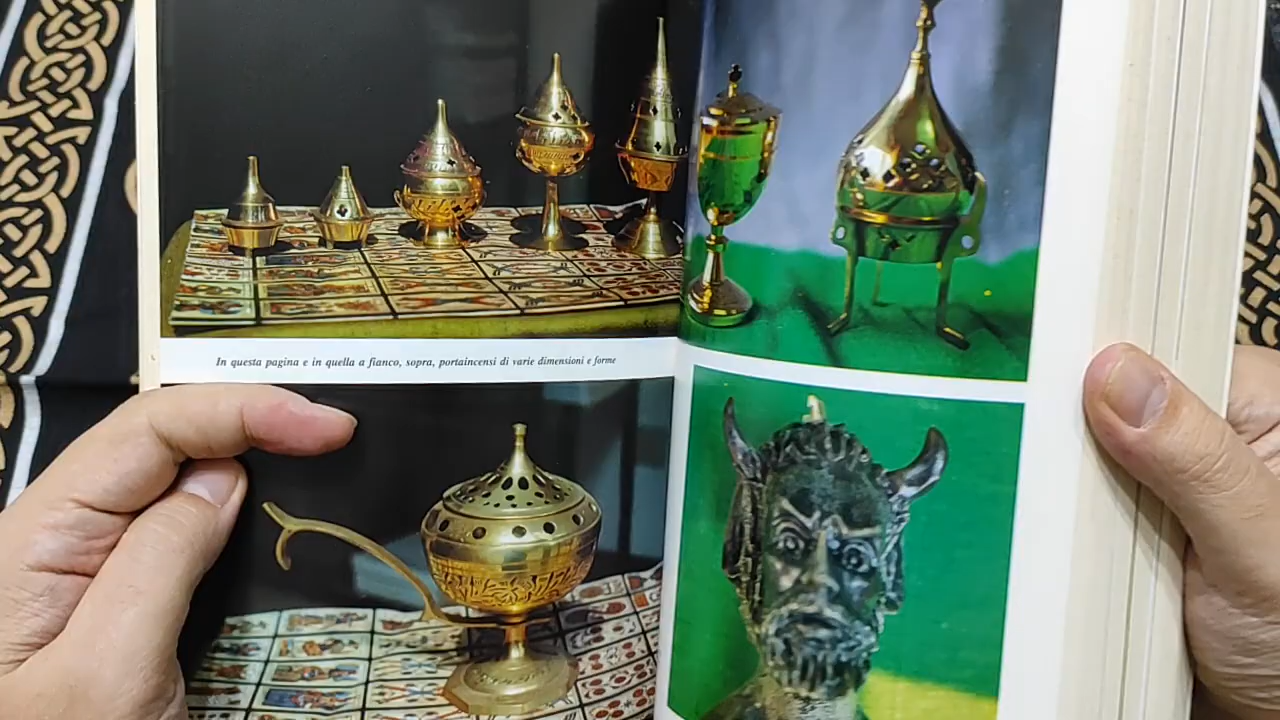 In questa pagina e in quella a fianco, sopra, portaincensi di varie dimensioni e forme